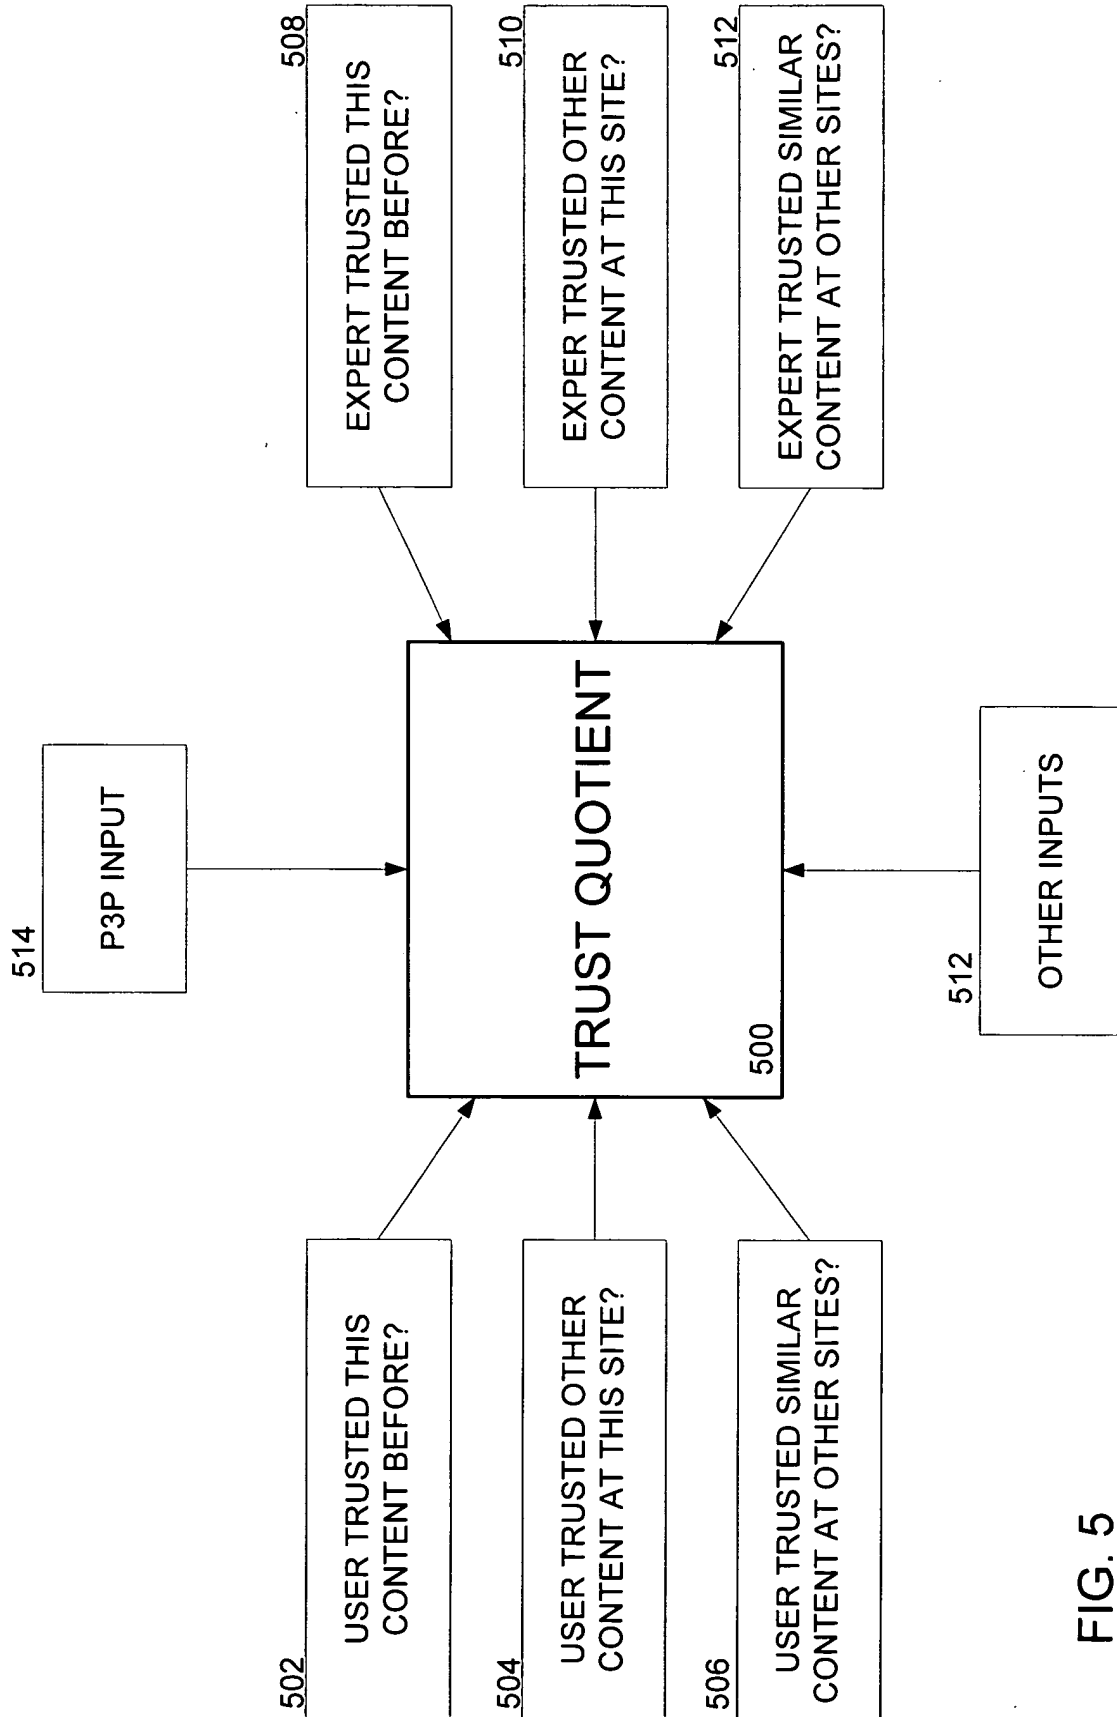 514
P3P INPUT
502
USER TRUSTED THIS
CONTENT BEFORE?
508
EXPERT TRUSTED THIS
CONTENT BEFORE?
504
USER TRUSTED OTHER
CONTENT AT THIS SITE?
TRUST QUOTIENT
500
510
EXPER TRUSTED OTHER
CONTENT AT THIS SITE?
506
USER TRUSTED SIMILAR
CONTENT AT OTHER SITES?
512
EXPERT TRUSTED SIMILAR
CONTENT AT OTHER SITES?
512
OTHER INPUTS
FIG. 5